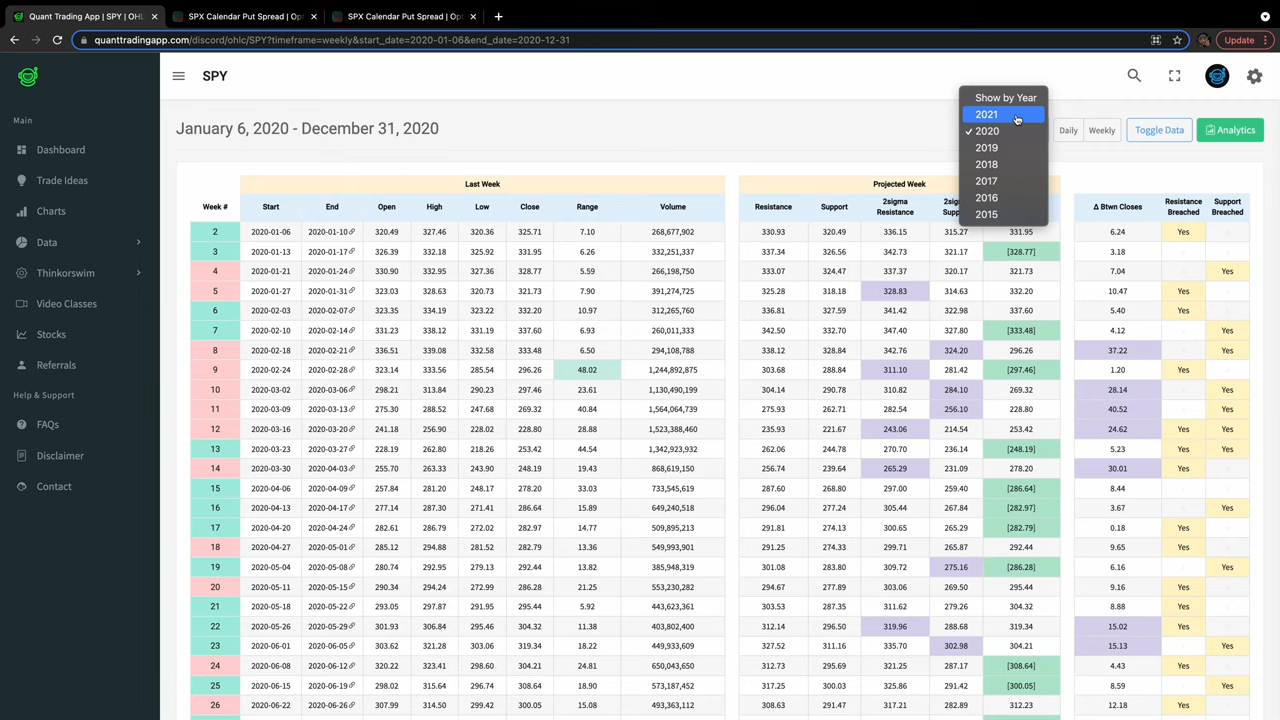 Quant Trading App | SPY | OHL
SPX Calendar Put Spread | Opt
SPX Calendar Put Spread | Opt
quanttradingapp.com/discord/ohlc/SPY?timeframe=weekly&start_date=2020-01-06&end_date=2020-12-31
Update
SPY
Main
Dashboard
Trade Ideas
Charts
Data
Thinkorswim
Video Classes
Stocks
Referrals
Help & Support
FAQs
Disclaimer
Contact
January 6, 2020 - December 31, 2020
Show by Year
2021
✓ 2020
2019
2018
2017
2016
2015
Daily Weekly Toggle Data Analytics
Last Week Projected Week
Week # Start End Open High Low Close Range Volume Resistance Support 2sigma Resistance 2sigma Δ Btwn Closes Resistance Breached Support Breached
2 2020-01-06 2020-01-10 320.49 327.46 320.36 325.71 7.10 268,677,902 330.93 320.49 336.15 315.27 331.95 6.24 Yes
3 2020-01-13 2020-01-17 326.39 331.95 325.92 331.95 6.26 332,251,337 337.34 326.56 342.73 321.17 [328.77] 3.18
4 2020-01-21 2020-01-24 330.90 332.95 327.36 328.77 5.59 266,198,750 333.07 324.47 337.37 320.17 321.73 7.04 Yes
5 2020-01-27 2020-01-31 323.03 328.63 320.73 321.73 7.90 391,274,725 325.28 318.18 328.83 314.63 332.20 10.47 Yes
6 2020-02-03 2020-02-07 323.35 334.19 323.22 332.20 10.97 312,265,760 336.81 327.59 341.42 322.98 337.60 5.40 Yes
7 2020-02-10 2020-02-14 331.23 338.12 331.19 337.60 6.93 260,011,333 342.50 332.70 347.40 327.80 [333.48] 4.12 Yes
8 2020-02-18 2020-02-21 336.51 339.08 332.58 333.48 6.50 294,108,788 338.12 328.84 342.76 324.20 296.26 37.22 Yes
9 2020-02-24 2020-02-28 323.14 333.56 285.54 296.26 48.02 1,244,892,875 303.68 288.84 311.10 281.42 [297.46] 1.20 Yes Yes
10 2020-03-02 2020-03-06 298.21 313.84 290.23 297.46 23.61 1,130,490,199 304.14 290.78 310.82 284.10 269.32 28.14 Yes
11 2020-03-09 2020-03-13 275.30 288.52 247.68 269.32 40.84 1,564,064,739 275.93 262.71 282.54 256.10 228.80 40.52 Yes
12 2020-03-16 2020-03-20 241.18 256.90 228.02 228.80 28.88 1,523,388,460 235.93 221.67 243.06 214.54 253.42 24.62 Yes Yes
13 2020-03-23 2020-03-27 228.19 262.80 218.26 253.42 44.54 1,342,923,932 262.06 244.78 270.70 236.14 [248.19] 5.23 Yes
14 2020-03-30 2020-04-03 255.70 263.33 243.90 248.19 19.43 868,619,150 256.74 239.64 265.29 231.09 278.20 30.01 Yes
15 2020-04-06 2020-04-09 257.84 281.20 248.17 278.20 33.03 733,545,619 287.60 268.80 297.00 259.40 [286.64] 8.44
16 2020-04-13 2020-04-17 277.14 287.30 271.41 286.64 15.89 649,240,518 296.04 277.24 305.44 267.84 [282.97] 3.67 Yes
17 2020-04-20 2020-04-24 282.61 286.79 272.02 282.97 14.77 509,895,213 291.81 274.13 300.65 265.29 [282.79] 0.18 Yes
18 2020-04-27 2020-05-01 285.12 294.88 281.52 282.79 13.36 549,993,901 291.25 274.33 299.71 265.87 292.44 9.65 Yes
19 2020-05-04 2020-05-08 280.74 292.95 279.13 292.44 13.82 385,948,319 301.08 283.80 309.72 275.16 [286.28] 6.16 Yes
20 2020-05-11 2020-05-15 290.34 294.24 272.99 286.28 21.25 553,230,282 294.67 277.89 303.06 269.50 295.44 9.16 Yes
21 2020-05-18 2020-05-22 293.05 297.87 291.95 295.44 5.92 443,623,361 303.53 287.35 311.62 279.26 304.32 8.88 Yes
22 2020-05-26 2020-05-29 301.93 306.84 295.46 304.32 11.38 403,802,400 312.14 296.50 319.96 288.68 319.34 15.02 Yes
23 2020-06-01 2020-06-05 303.62 321.28 303.06 319.34 18.22 449,933,609 327.52 311.16 335.70 302.98 304.21 15.13 Yes
24 2020-06-08 2020-06-12 320.22 323.41 298.60 304.21 24.81 650,043,650 312.73 295.69 321.25 287.17 [308.64] 4.43 Yes
25 2020-06-15 2020-06-19 298.02 315.64 296.74 308.64 18.90 573,187,452 317.25 300.03 325.86 291.42 [300.05] 8.59 Yes
26 2020-06-22 2020-06-26 307.99 314.50 299.42 300.05 15.08 493,363,112 308.63 291.47 317.21 282.89 312.23 12.18 Yes